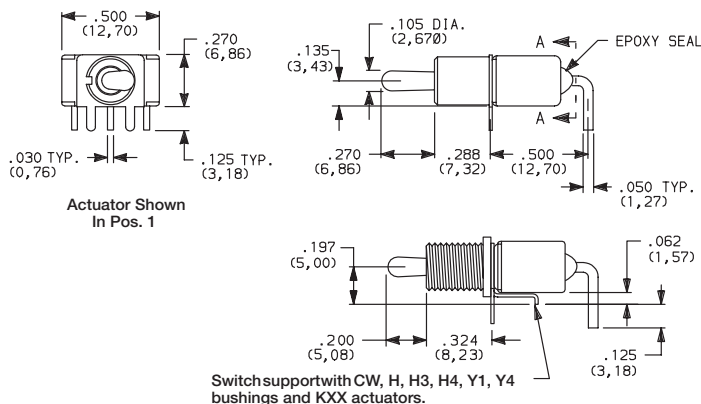 .500
(12,70)
.270
(6,86)
.030 TYP.
(0,76)
.125 TYP.
(3,18)
Actuator Shown
In Pos. 1
.105 DIA.
(2,67Ø)
.135
(3,43)
A
EPOXY SEAL
A
.270
(6,86)
.288
(7,32)
.500
(12,70)
.050 TYP.
(1,27)
.197
(5,00)
.062
(1,57)
.200
(5,08)
.324
(8,23)
.125
(3,18)
Switch support with CW, H, H3, H4, Y1, Y4
bushings and KXX actuators.